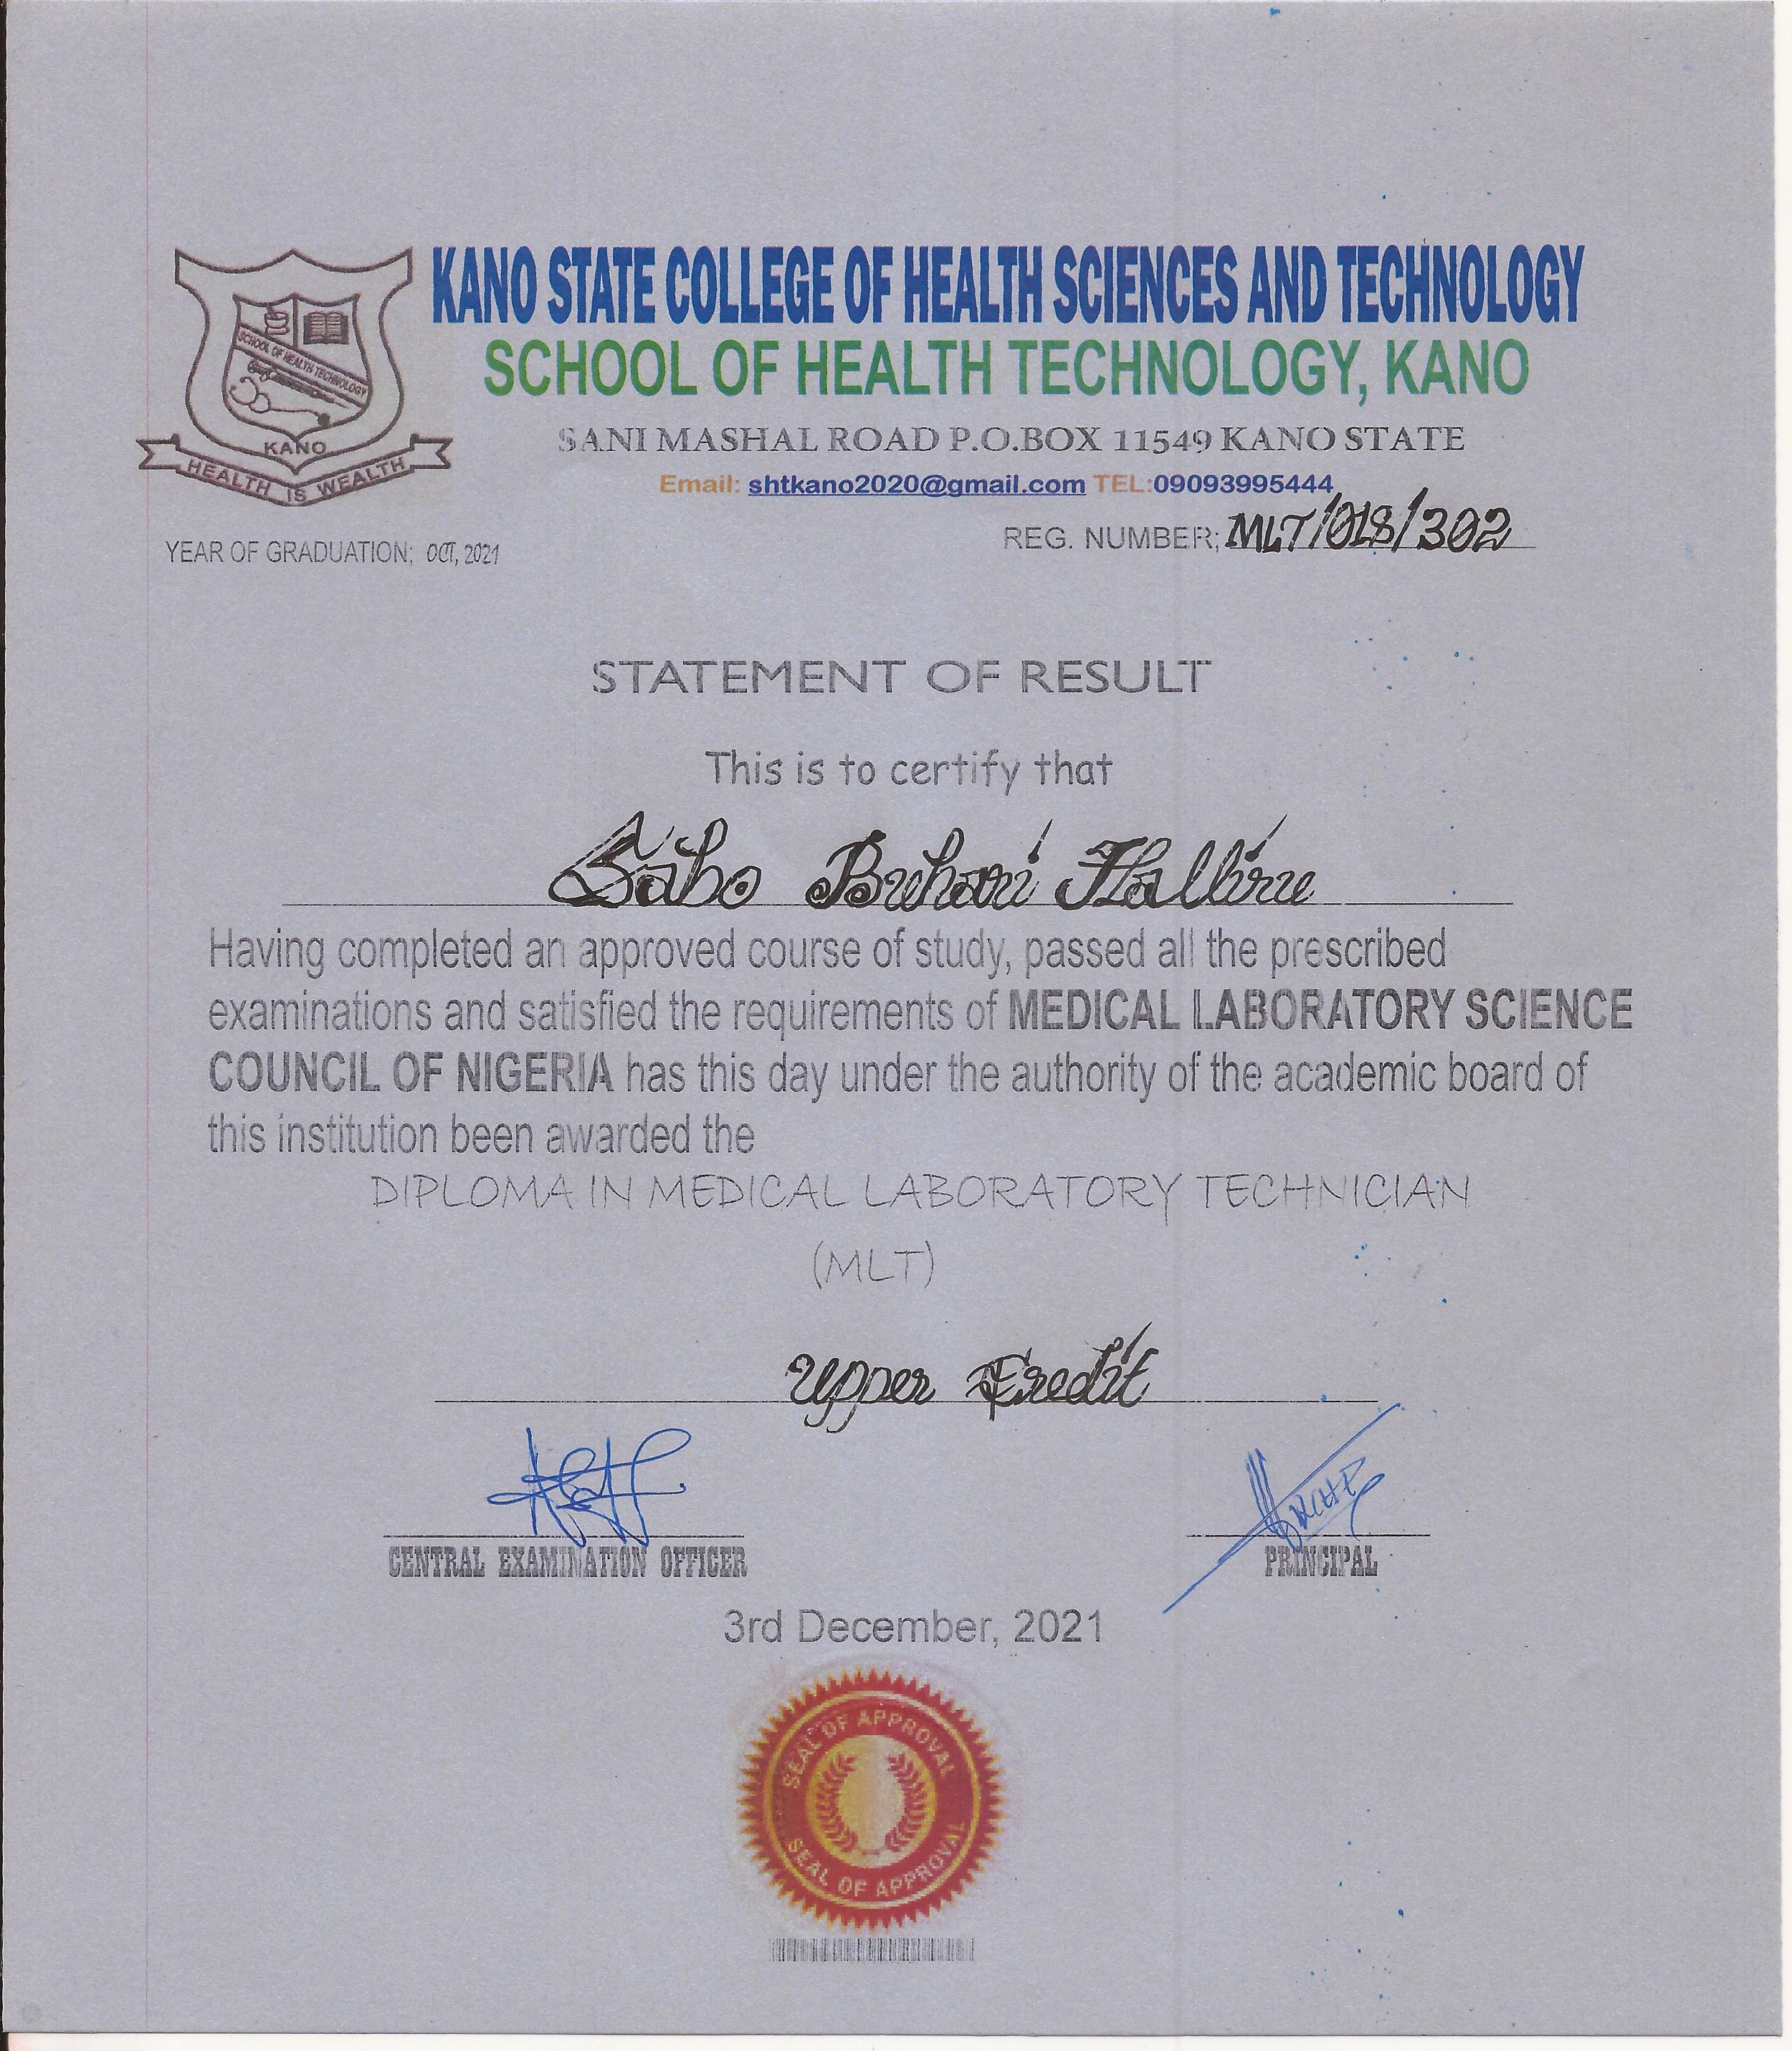 KANO STATE COLLEGE OF HEALTH SCIENCES AND TECHNOLOGY
SCHOOL OF HEALTH TECHNOLOGY, KANO
SANI MASHAL ROAD P.O.BOX 11549 KANO STATE
Email: shtkano2020@gmail.com TEL:09093995444
SCHOOL OF HEALTH TECHNOLOGY
KANO
HEALTH IS WEALTH
REG. NUMBER; MLT/018/302
YEAR OF GRADUATION; OCT, 2021
STATEMENT OF RESULT
This is to certify that
Sabo Buhari Halliru
Having completed an approved course of study, passed all the prescribed
examinations and satisfied the requirements of MEDICAL LABORATORY SCIENCE
COUNCIL OF NIGERIA has this day under the authority of the academic board of
this institution been awarded the
DIPLOMA IN MEDICAL LABORATORY TECHNICIAN
(MLT)
Upper Credit
CENTRAL EXAMINATION OFFICER
PRINCIPAL
3rd December, 2021
SEAL OF APPROVAL
SEAL OF APPROVAL